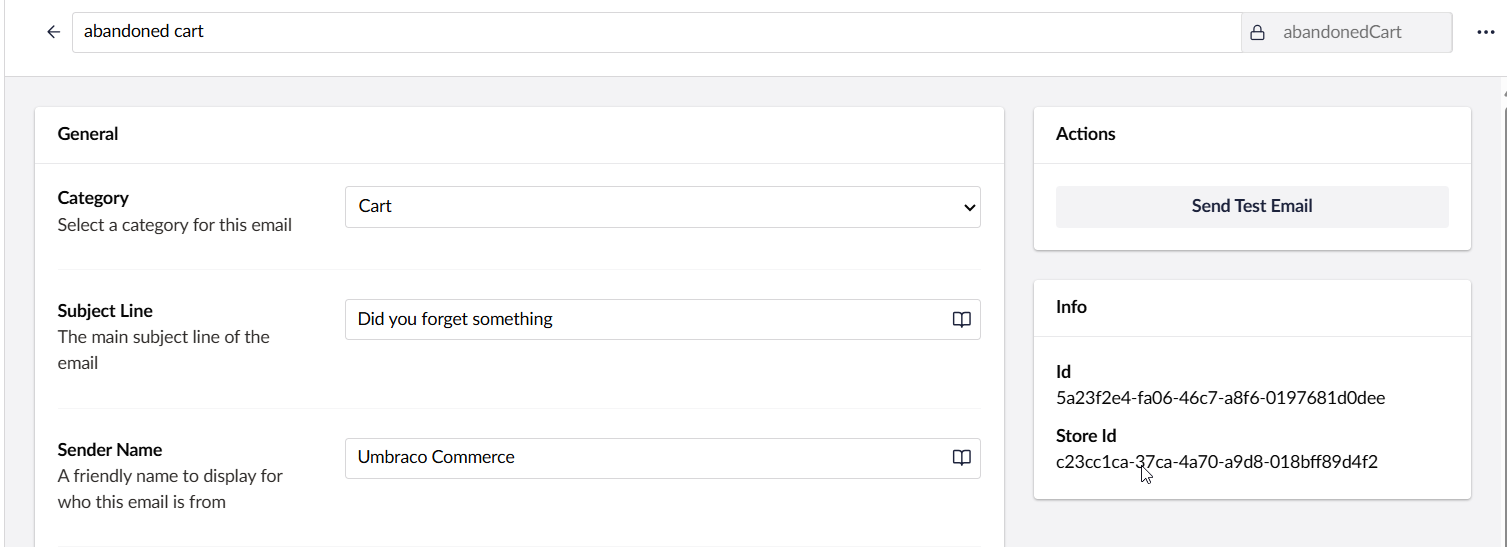 abandoned cart
abandonedCart
General
Category
Select a category for this email
Cart
Subject Line
The main subject line of the
email
Did you forget something
Sender Name
A friendly name to display for
who this email is from
Umbraco Commerce
Actions
Send Test Email
Info
Id
5a23f2e4-fa06-46c7-a8f6-0197681d0dee
Store Id
c23cc1ca-37ca-4a70-a9d8-018bff89d4f2